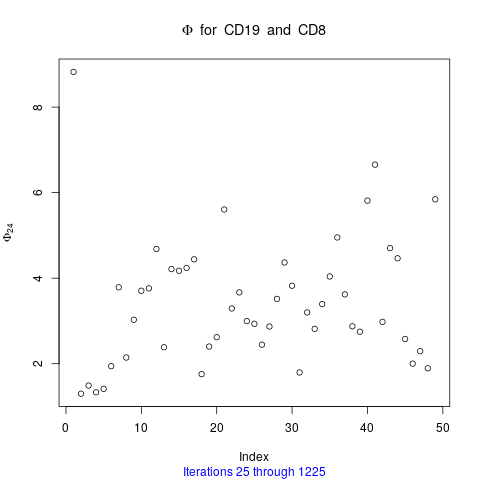 Φ for CD19 and CD8
8
6
4
2
Φ24
0 10 20 30 40 50
Index
Iterations 25 through 1225